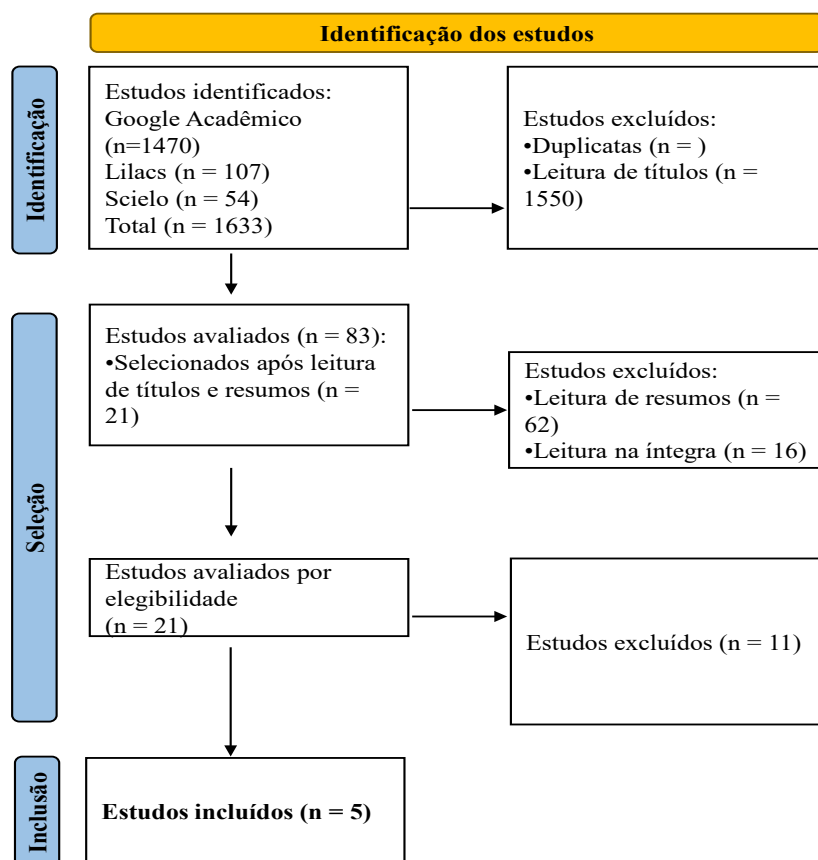 Identificação dos estudos
Identificação
Estudos identificados:
Google Acadêmico
(n=1470)
Lilacs (n = 107)
Scielo (n = 54)
Total (n = 1633)
Estudos excluídos:
•Duplicatas (n = )
•Leitura de títulos (n =
1550)
Seleção
Estudos avaliados (n = 83):
•Selecionados após leitura
de títulos e resumos (n =
21)
Estudos excluídos:
•Leitura de resumos (n =
62)
•Leitura na íntegra (n = 16)
Estudos avaliados por
elegibilidade
(n = 21)
Estudos excluídos (n = 11)
Inclusão
Estudos incluídos (n = 5)